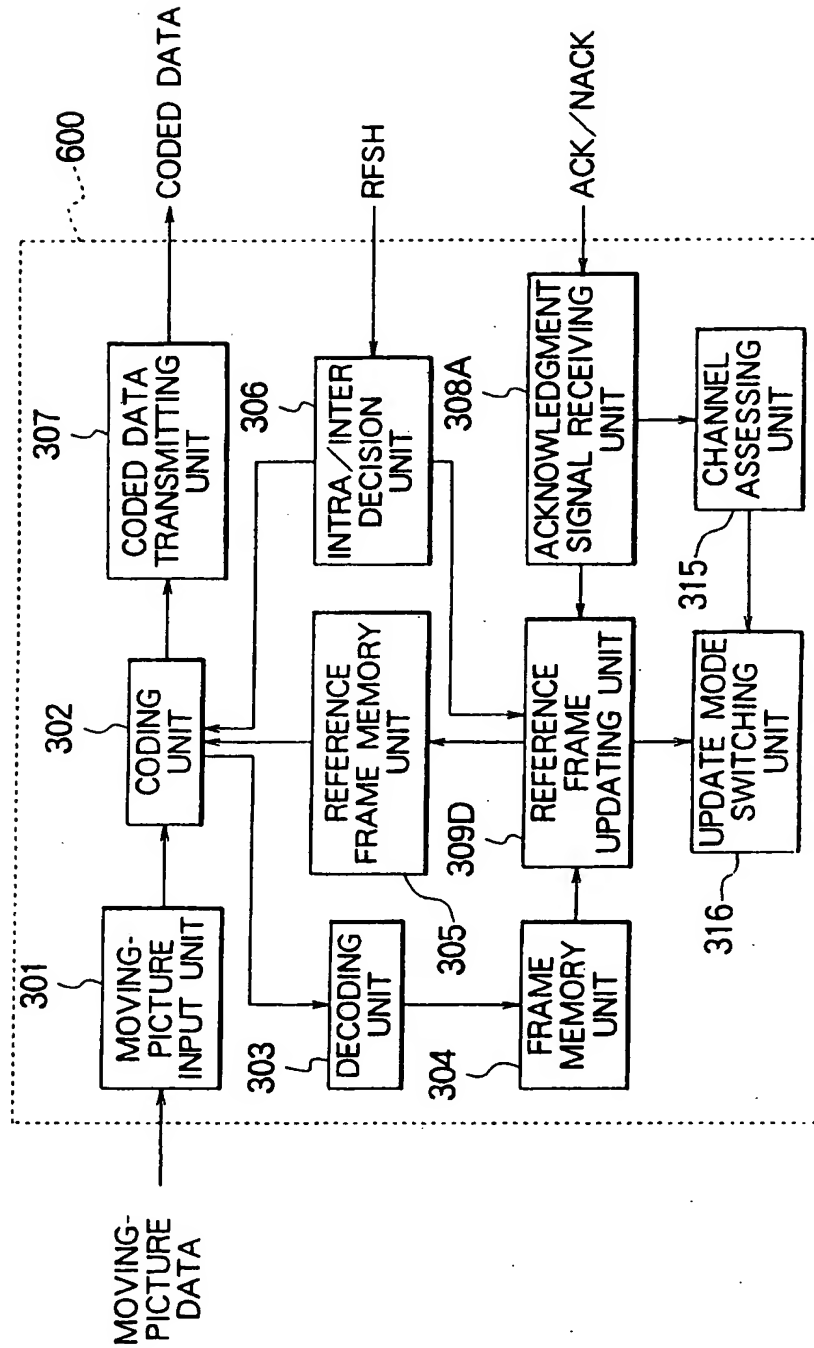 600
MOVING-
PICTURE
DATA
301
MOVING-
PICTURE
INPUT UNIT
302
CODING
UNIT
307
CODED DATA
TRANSMITTING
UNIT
CODED DATA
303
DECODING
UNIT
305
REFERENCE
FRAME MEMORY
UNIT
306
INTRA/INTER
DECISION
UNIT
RFSH
304
FRAME
MEMORY
UNIT
309D
REFERENCE
FRAME
UPDATING UNIT
308A
ACKNOWLEDGMENT
SIGNAL RECEIVING
UNIT
ACK/NACK
316
UPDATE MODE
SWITCHING
UNIT
315
CHANNEL
ASSESSING
UNIT